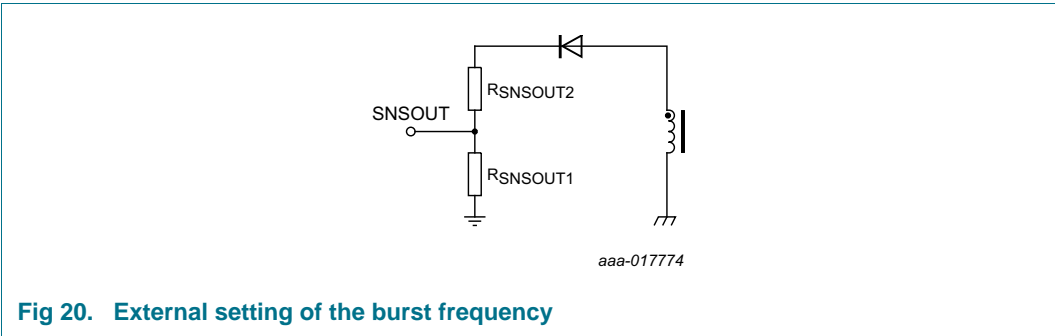 RSNSOUT2
SNSOUT
RSNSOUT1
aaa-017774
Fig 20. External setting of the burst frequency